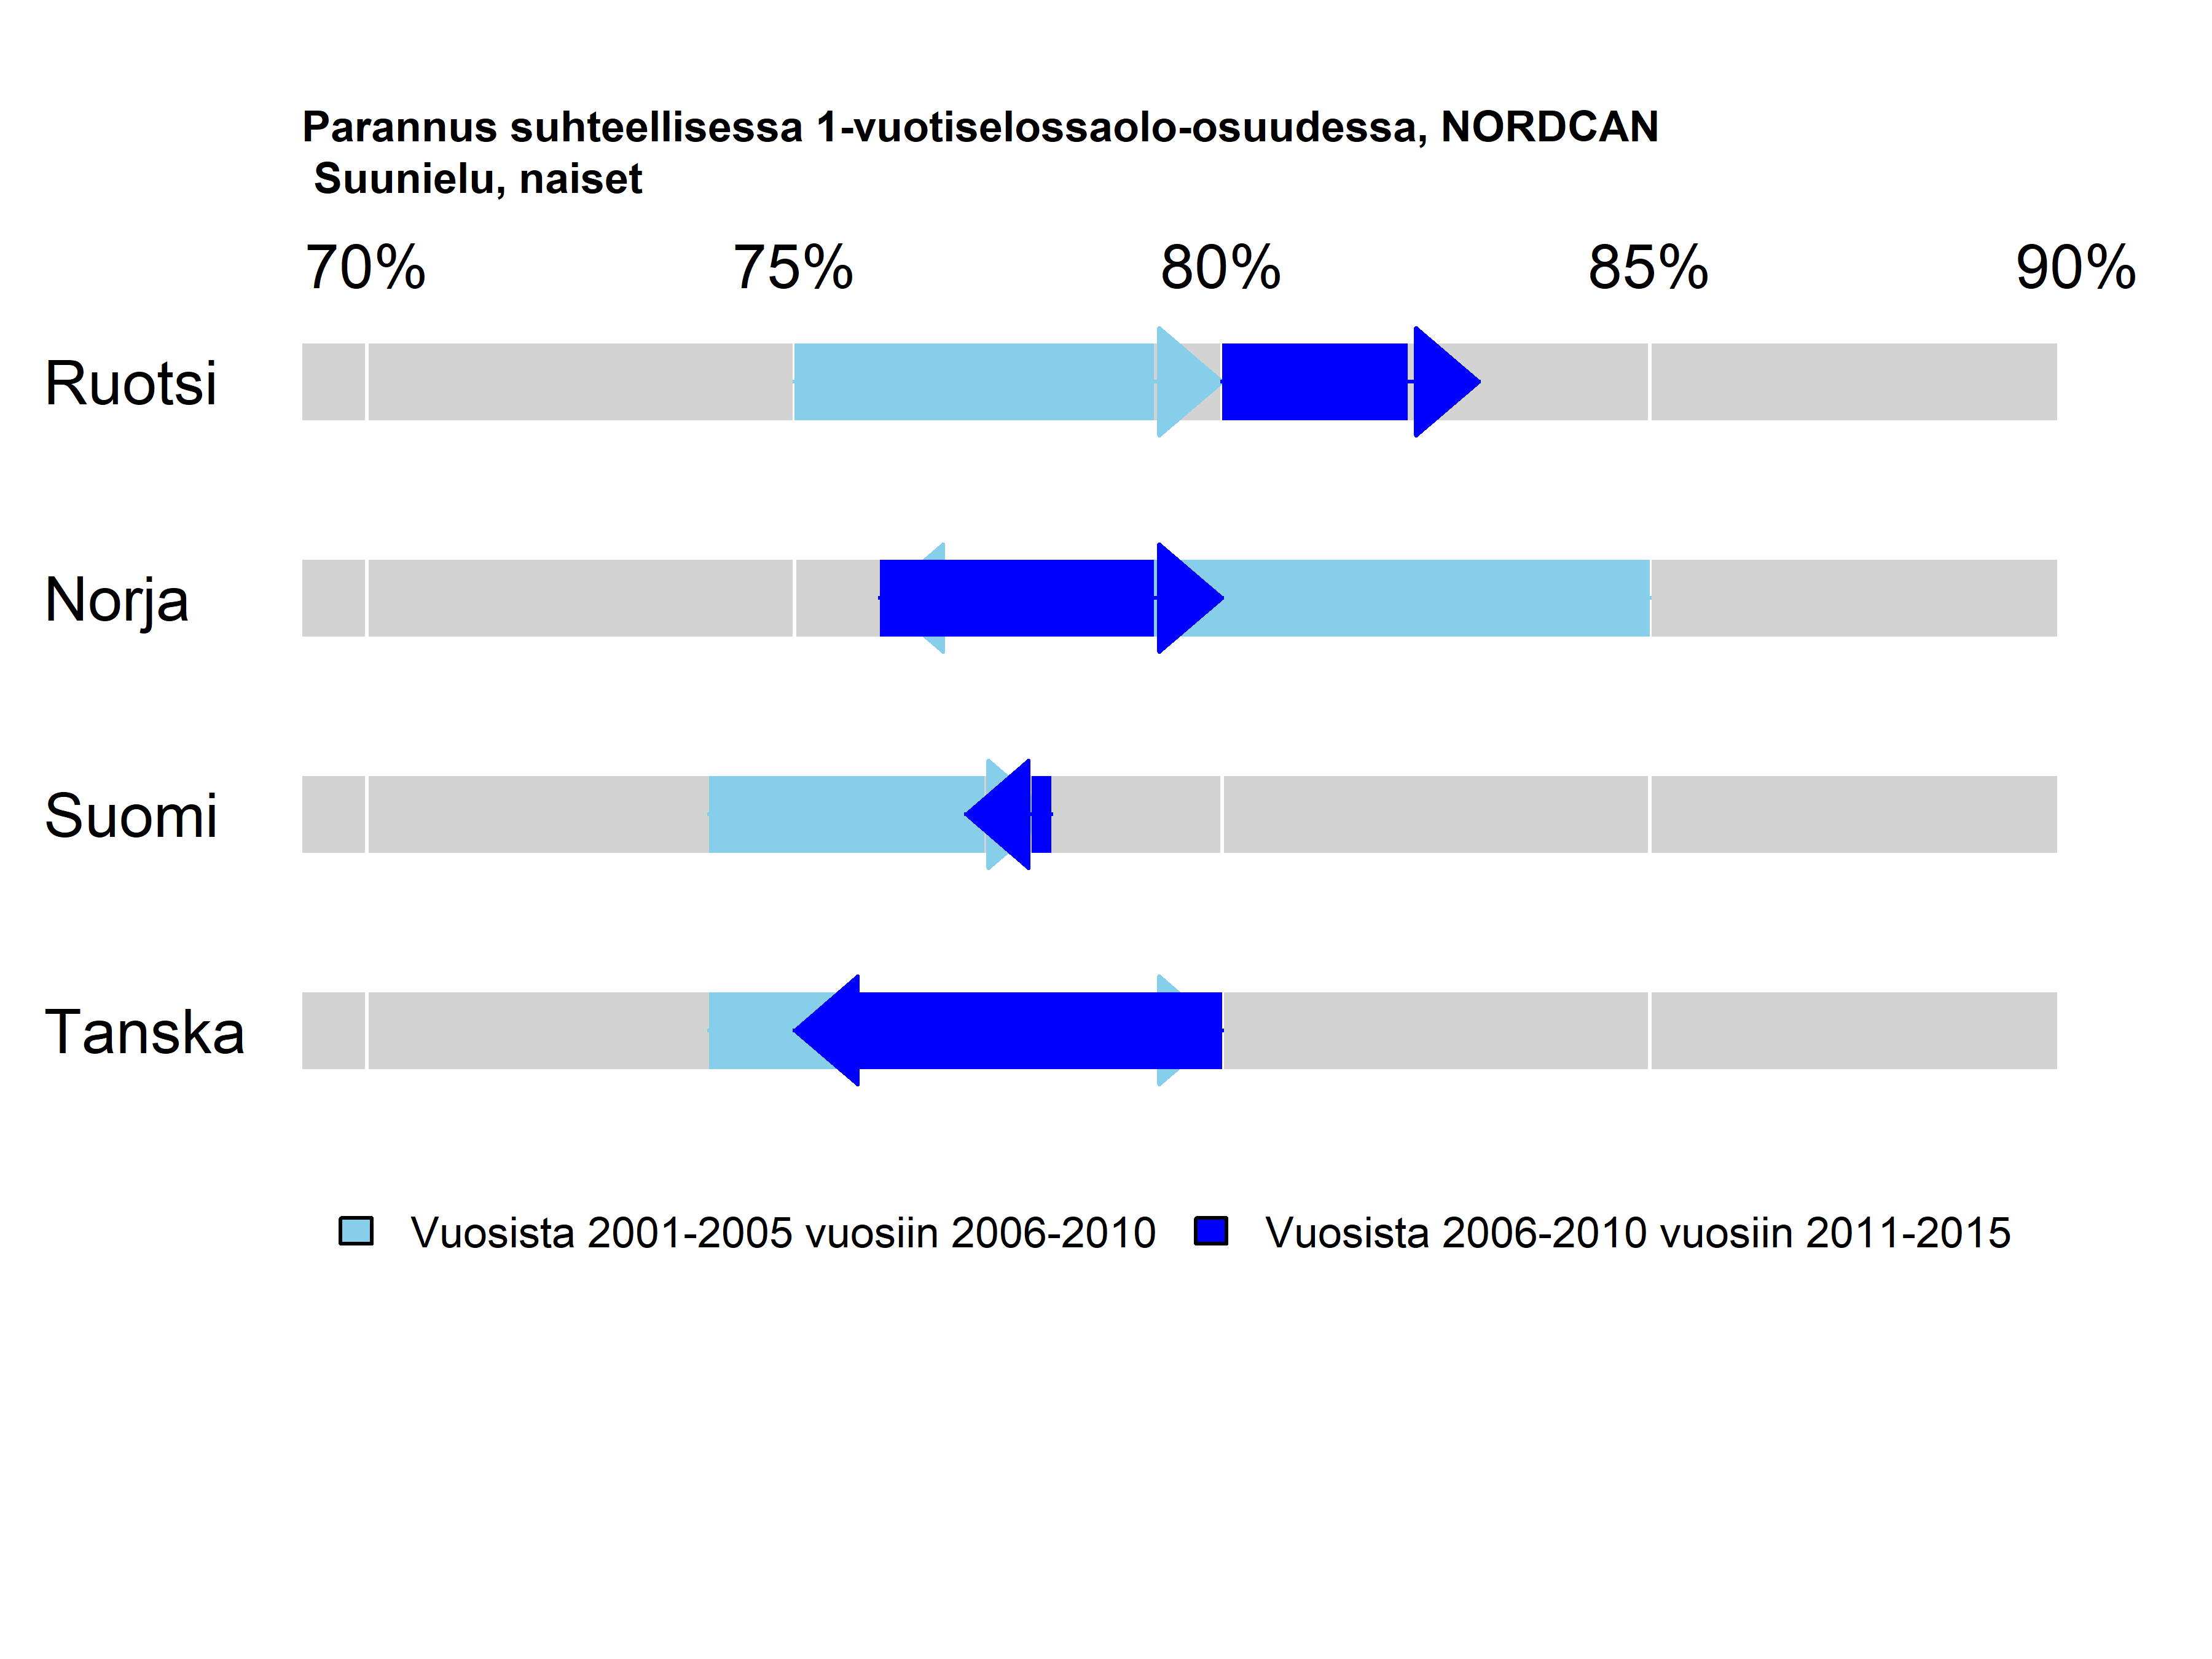 Parannus suhteellisessa 1-vuotiselossaolo-osuudessa, NORDCAN
Suunielu, naiset
70% 75% 80% 85% 90%
Ruotsi
Norja
Suomi
Tanska
Vuosista 2001-2005 vuosiin 2006-2010 Vuosista 2006-2010 vuosiin 2011-2015